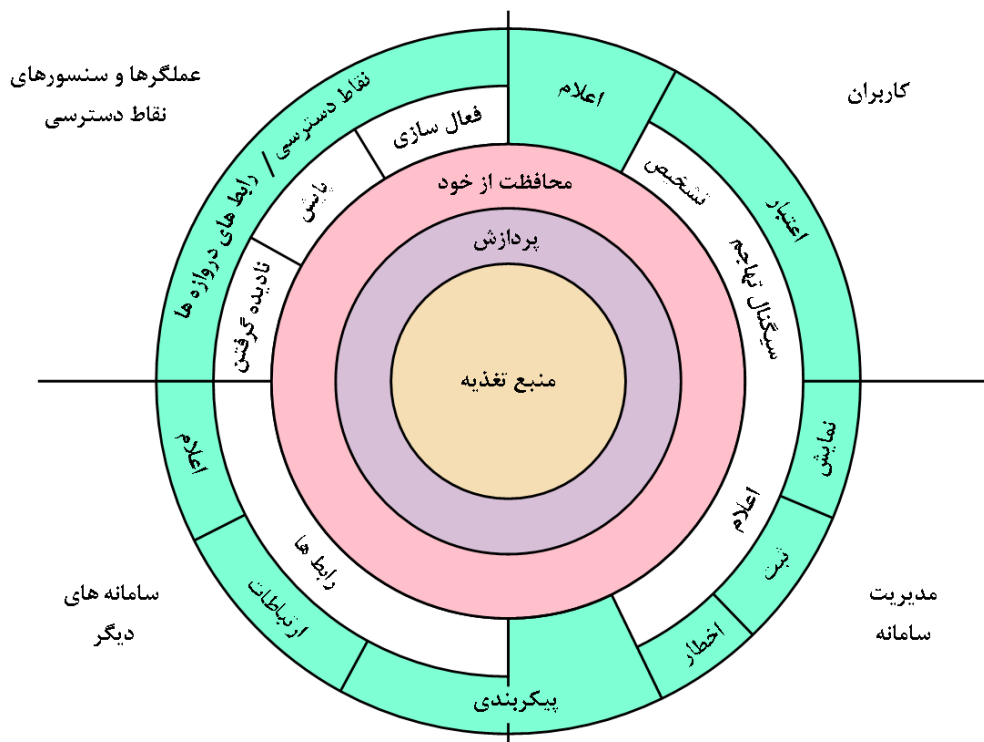 عملگرها و سنسورهای
نقاط دسترسی
کاربران
نقاط دسترسی / رابط های دروازه ها
اعلام
اعتبار
فعال سازی
پایش
نادیده گرفتن
تشخیص
سیگنال تهاجم
محافظت از خود
پردازش
منبع تغذیه
اعلام
رابط ها
ارتباطات
پیکربندی
اعلام
نمایش
ثبت
اخطار
سامانه های
دیگر
مدیریت
سامانه